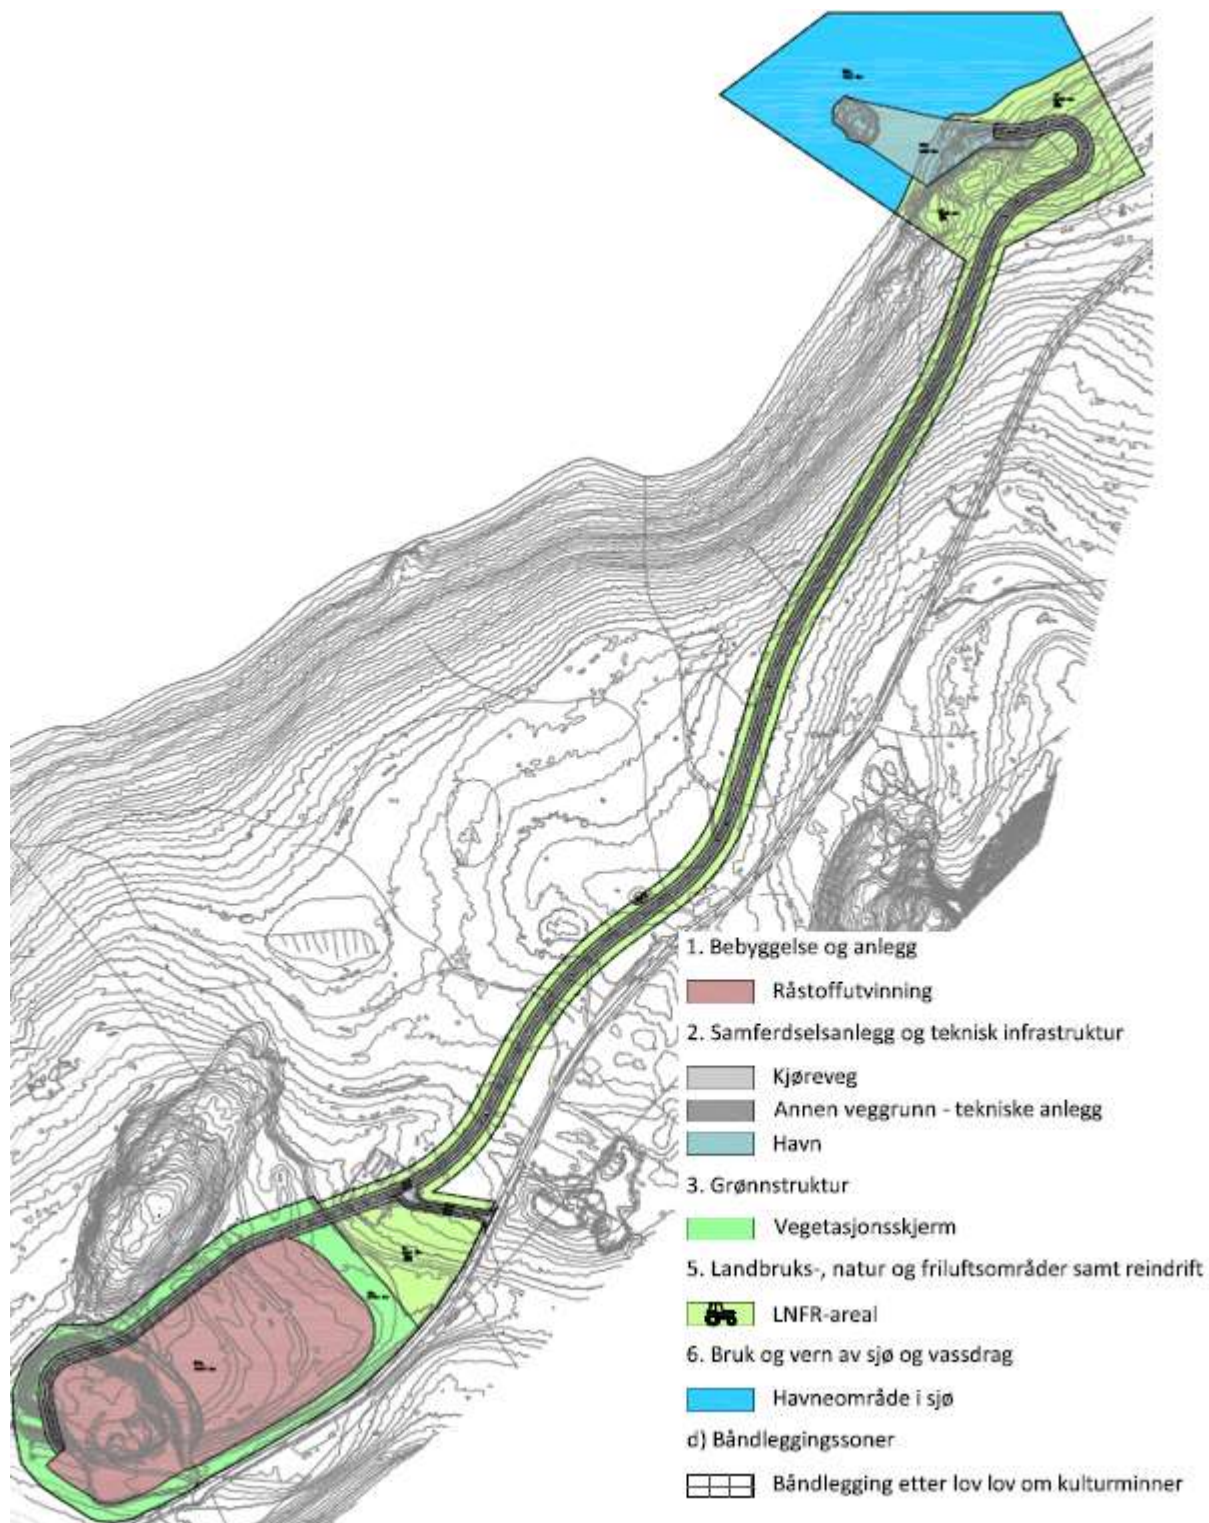 1. Bebyggelse og anlegg
Råstoffutvinning
2. Samferdselsanlegg og teknisk infrastruktur
Kjøreveg
Annen veggrunn - tekniske anlegg
Havn
3. Grønnstruktur
Vegetasjonsskjerm
5. Landbruks-, natur og friluftsområder samt reindrift
LNFR-areal
6. Bruk og vern av sjø og vassdrag
Havneområde i sjø
d) Båndleggingssoner
Båndlegging etter lov lov om kulturminner